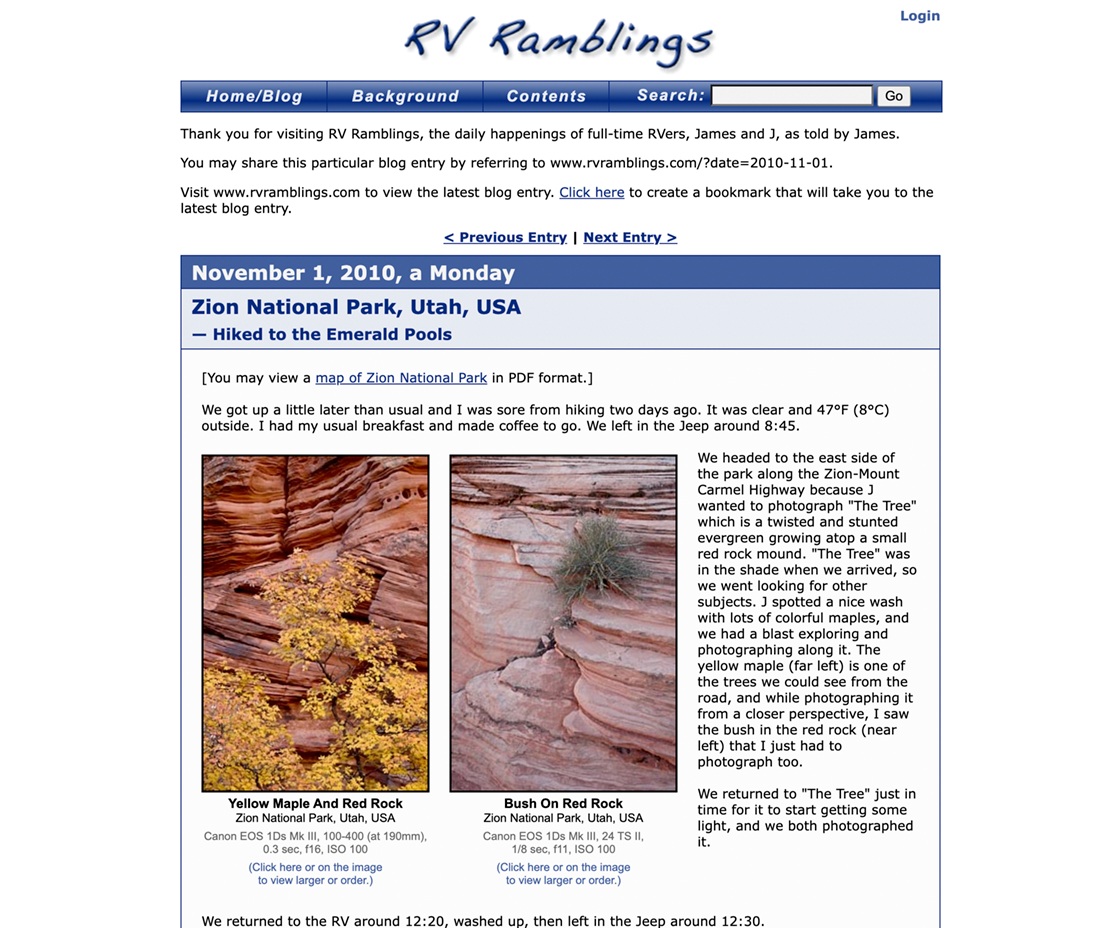 Login
RV Ramblings
Home/Blog Background Contents Search: Go
Thank you for visiting RV Ramblings, the daily happenings of full-time RVers, James and J, as told by James.
You may share this particular blog entry by referring to www.rvramblings.com/?date=2010-11-01.
Visit www.rvramblings.com to view the latest blog entry. Click here to create a bookmark that will take you to the
latest blog entry.
< Previous Entry | Next Entry >
November 1, 2010, a Monday
Zion National Park, Utah, USA
— Hiked to the Emerald Pools
[You may view a map of Zion National Park in PDF format.]
We got up a little later than usual and I was sore from hiking two days ago. It was clear and 47°F (8°C)
outside. I had my usual breakfast and made coffee to go. We left in the Jeep around 8:45.
Yellow Maple And Red Rock
Zion National Park, Utah, USA
Canon EOS 1Ds Mk III, 100-400 (at 190mm),
0.3 sec, f16, ISO 100
(Click here or on the image
to view larger or order.)
Bush On Red Rock
Zion National Park, Utah, USA
Canon EOS 1Ds Mk III, 24 TS II,
1/8 sec, f11, ISO 100
(Click here or on the image
to view larger or order.)
We headed to the east side of
the park along the Zion-Mount
Carmel Highway because J
wanted to photograph "The Tree"
which is a twisted and stunted
evergreen growing atop a small
red rock mound. "The Tree" was
in the shade when we arrived, so
we went looking for other
subjects. J spotted a nice wash
with lots of colorful maples, and
we had a blast exploring and
photographing along it. The
yellow maple (far left) is one of
the trees we could see from the
road, and while photographing it
from a closer perspective, I saw
the bush in the red rock (near
left) that I just had to
photograph too.
We returned to "The Tree" just in
time for it to start getting some
light, and we both photographed
it.
We returned to the RV around 12:20, washed up, then left in the Jeep around 12:30.